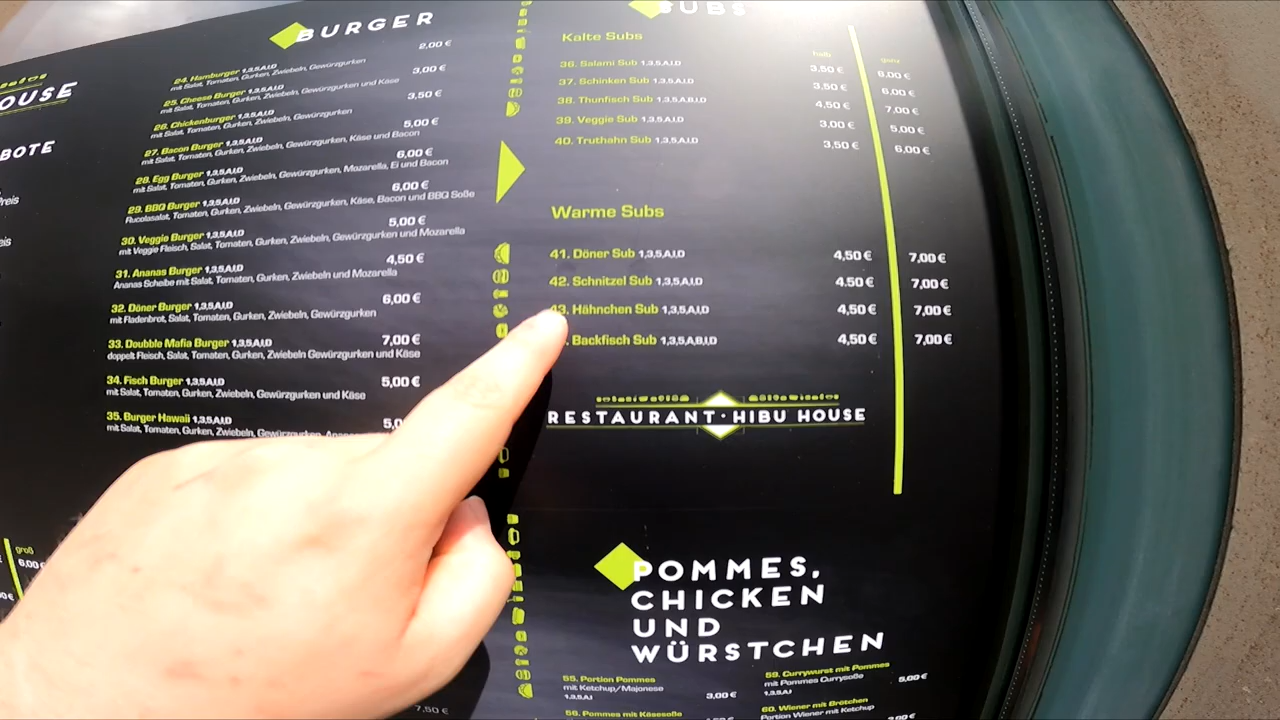 OUSE
BOTE
reis
eis
groß
6,00€
BURGER
2,00 €
24. Hamburger 1,3,5,A,I,D
mit Salat, Tomaten, Gurken, Zwiebeln, Gewürzgurken
3,00 €
25. Cheese Burger 1,3,5,A,I,D
mit Salat, Tomaten, Gurken, Zwiebeln, Gewürzgurken und Käse
3,50 €
26. Chickenburger 1,3,5,A,I,D
mit Salat, Tomaten, Gurken, Zwiebeln, Gewürzgurken
5,00 €
27. Bacon Burger 1,3,5,A,I,D
mit Salat, Tomaten, Gurken, Zwiebeln, Gewürzgurken, Käse und Bacon
6,00 €
28. Egg Burger 1,3,5,A,I,D
mit Salat, Tomaten, Gurken, Zwiebeln, Gewürzgurken, Mozarella, Ei und Bacon
6,00 €
29. BBQ Burger 1,3,5,A,I,D
Rucolasalat, Tomaten, Gurken, Zwiebeln, Gewürzgurken, Käse, Bacon und BBQ Soße
5,00 €
30. Veggie Burger 1,3,5,A,I,D
mit Veggie Fleisch, Salat, Tomaten, Gurken, Zwiebeln, Gewürzgurken und Mozarella
4,50 €
31. Ananas Burger 1,3,5,A,I,D
Ananas Scheibe mit Salat, Tomaten, Gurken, Zwiebeln und Mozarella
6,00 €
32. Döner Burger 1,3,5,A,I,D
mit Fladenbrot, Salat, Tomaten, Gurken, Zwiebeln, Gewürzgurken
33. Doubble Mafia Burger 1,3,5,A,I,D 7,00 €
doppelt Fleisch, Salat, Tomaten, Gurken, Zwiebeln Gewürzgurken und Käse
34. Fisch Burger 1,3,5,A,I,D 5,00 €
mit Salat, Tomaten, Gurken, Zwiebeln, Gewürzgurken und Käse
35. Burger Hawaii 1,3,5,A,I,D 5,0
mit Salat, Tomaten, Gurken, Zwiebeln, Gewürzgurken, Anana
7,50 €
SUBS
Kalte Subs
halb ganz
36. Salami Sub 1,3,5,A,I,D 3,50 € 6,00 €
37. Schinken Sub 1,3,5,A,I,D 3,50 € 6,00 €
38. Thunfisch Sub 1,3,5,A,B,I,D 4,50 € 7,00 €
39. Veggie Sub 1,3,5,A,I,D 3,00 € 5,00 €
40. Truthahn Sub 1,3,5,A,I,D 3,50 € 6,00 €
Warme Subs
41. Döner Sub 1,3,5,A,I,D 4,50 € 7,00 €
42. Schnitzel Sub 1,3,5,A,I,D 4.50 € 7,00 €
43. Hähnchen Sub 1,3,5,A,I,D 4,50 € 7,00 €
. Backfisch Sub 1,3,5,A,B,I,D 4,50 € 7,00 €
RESTAURANT · HIBU HOUSE
POMMES,
CHICKEN
UND
WÜRSTCHEN
55. Portion Pommes
mit Ketchup/Majonese
1,3,5,A,I 3,00 €
56. Pommes mit Käsesoße
59. Currywurst mit Pommes
mit Pommes Currysoße 5,00 €
1,3,5,A,I
60. Wiener mit Brötchen
Portion Wiener mit Ketchup